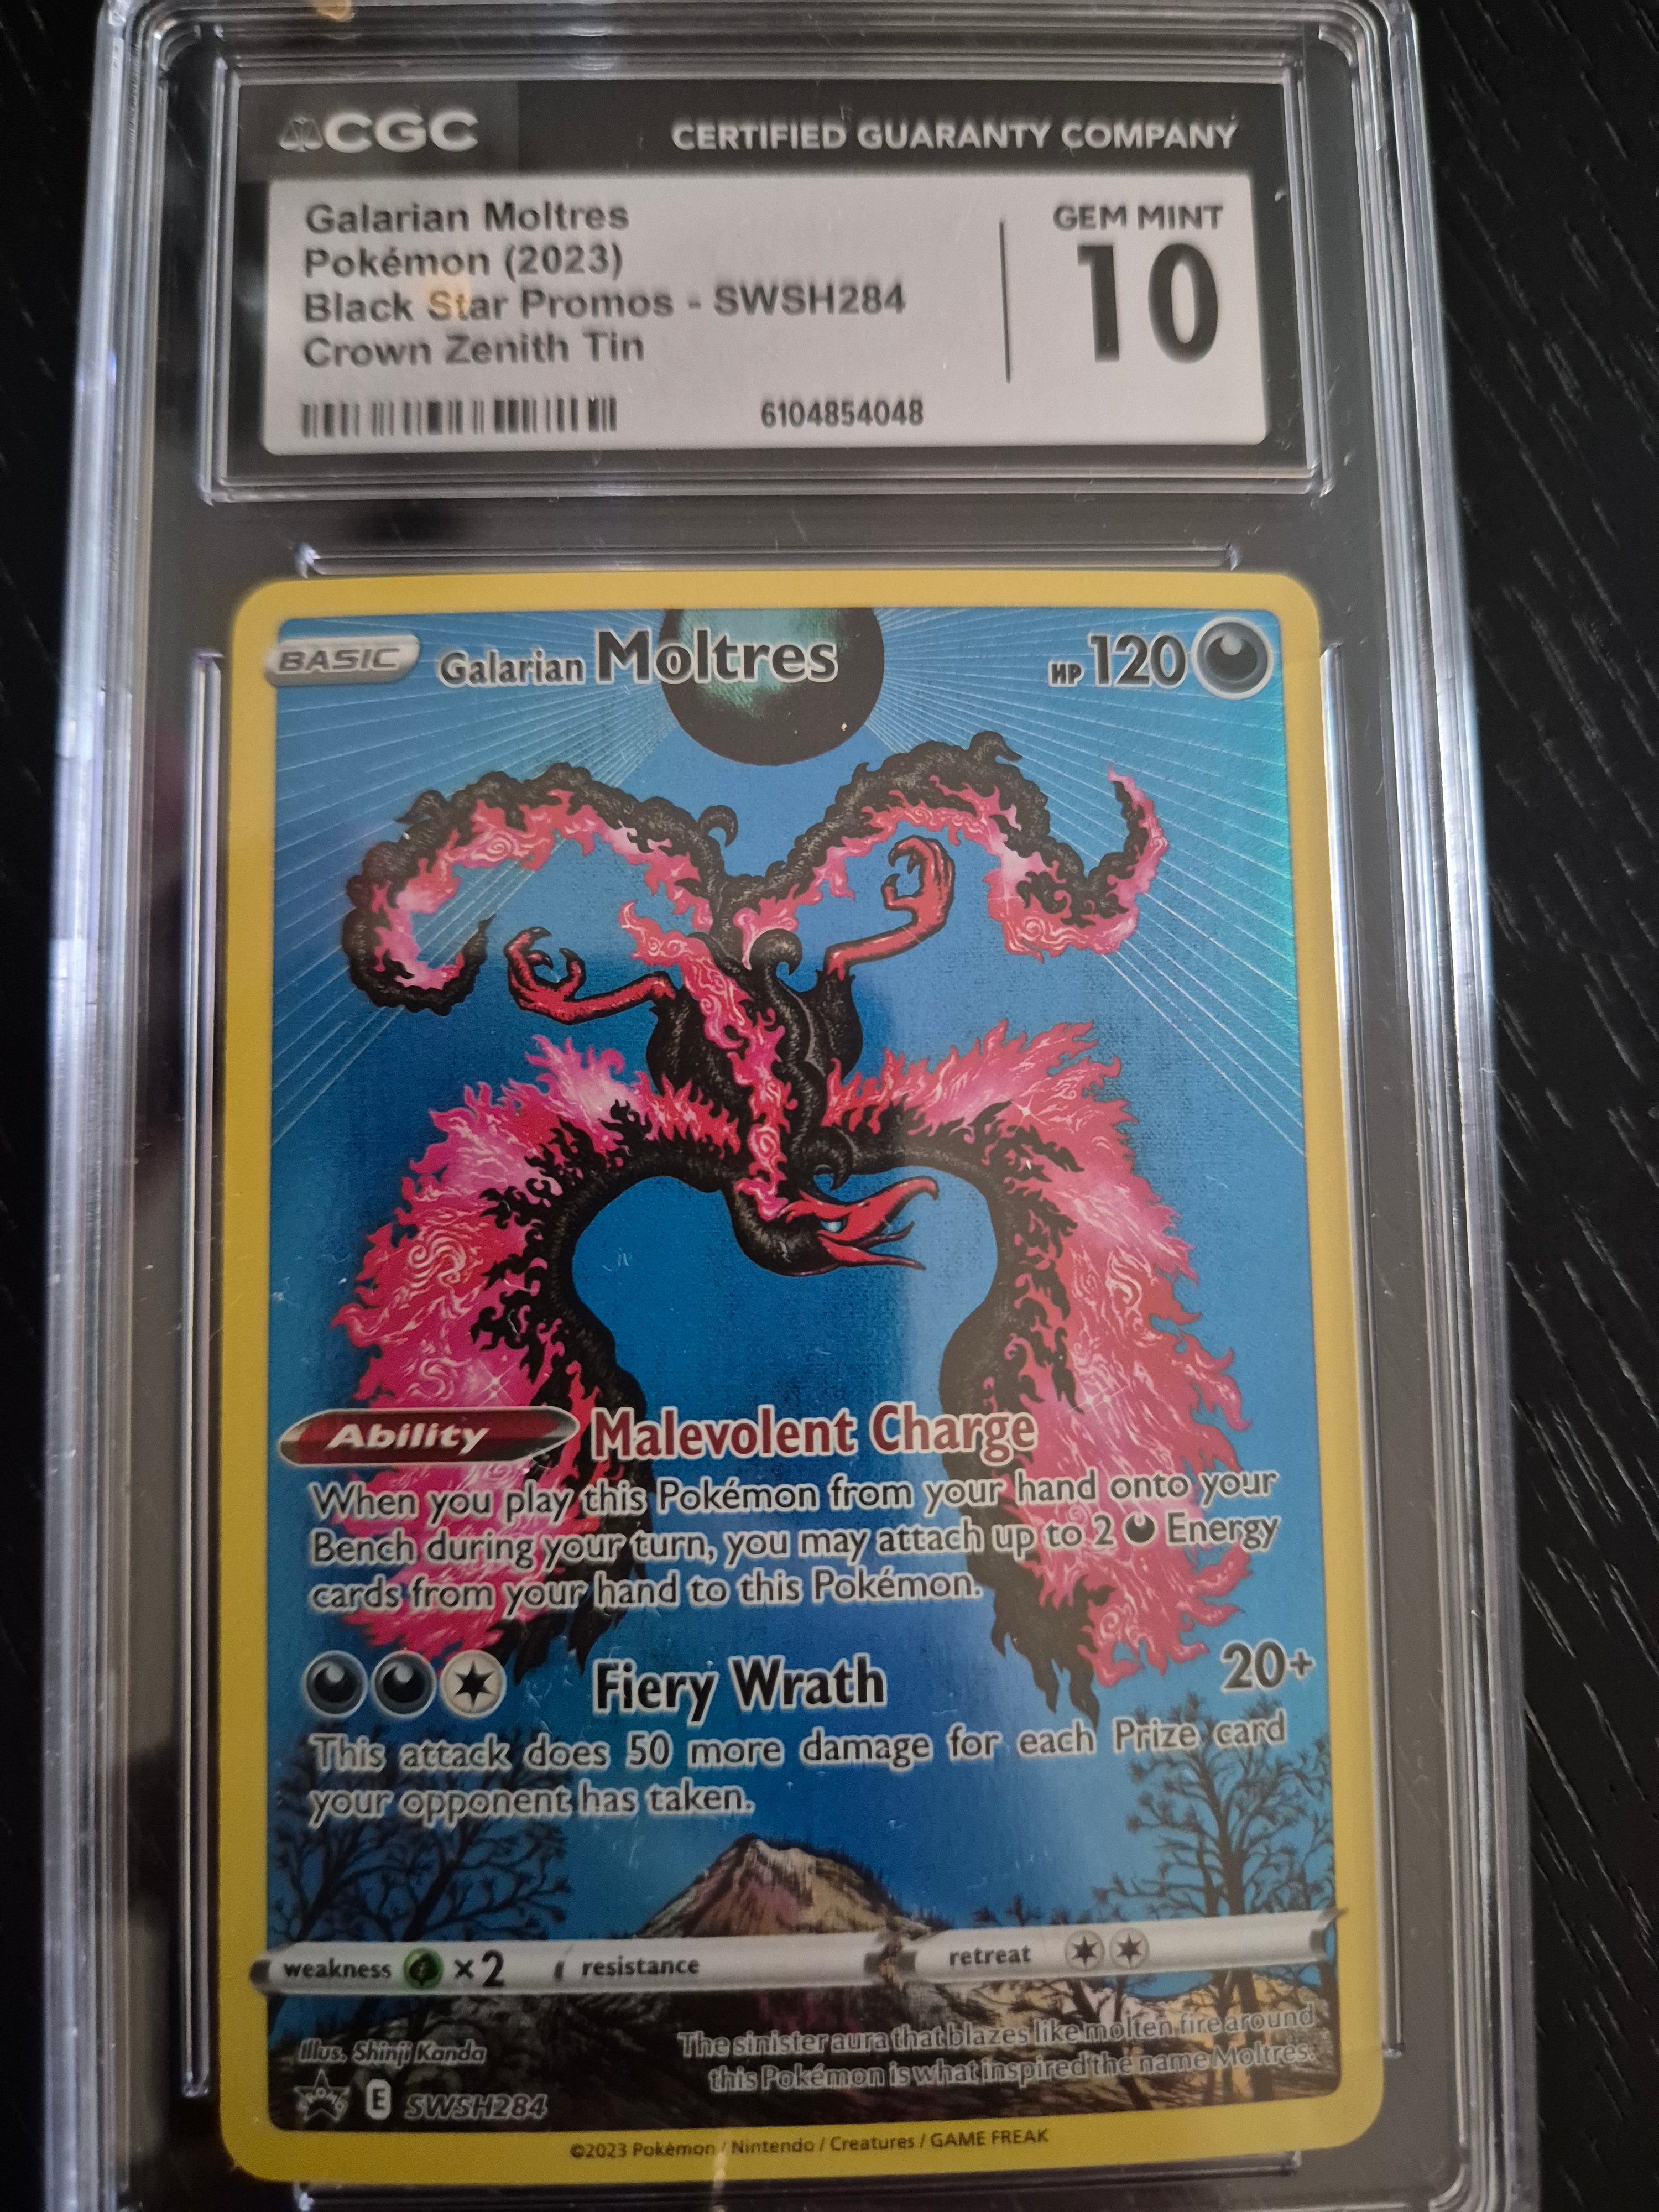 CGC CERTIFIED GUARANTY COMPANY
Galarian Moltres
Pokémon (2023)
Black Star Promos - SWSH284
Crown Zenith Tin
GEM MINT
10
6104854048
BASIC Galarian Moltres HP 120
Ability Malevolent Charge
When you play this Pokémon from your hand onto your
Bench during your turn, you may attach up to 2 Energy
cards from your hand to this Pokémon.
Fiery Wrath 20+
This attack does 50 more damage for each Prize card
your opponent has taken.
weakness ×2 resistance retreat
Illus. Shinji Kanda
The sinister aura that blazes like molten fire around
this Pokémon is what inspired the name Moltres.
PROMO E SWSH284
©2023 Pokémon / Nintendo / Creatures / GAME FREAK